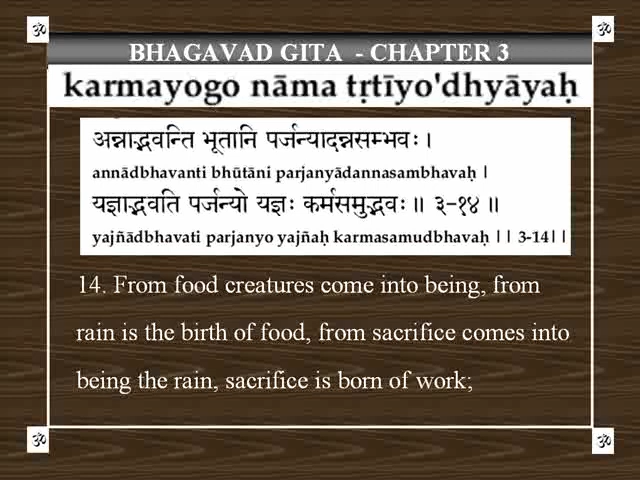 ॐ ॐ
BHAGAVAD GITA - CHAPTER 3
karmayogo nāma tṛtīyo'dhyāyaḥ
अन्नाद्भवन्ति भूतानि पर्जन्यादन्नसम्भवः ।
annādbhavanti bhūtāni parjanyādannasambhavaḥ |
यज्ञाद्भवति पर्जन्यो यज्ञः कर्मसमुद्भवः ॥ ३-१४ ॥
yajñādbhavati parjanyo yajñaḥ karmasamudbhavaḥ || 3-14||
14. From food creatures come into being, from
rain is the birth of food, from sacrifice comes into
being the rain, sacrifice is born of work;
ॐ ॐ